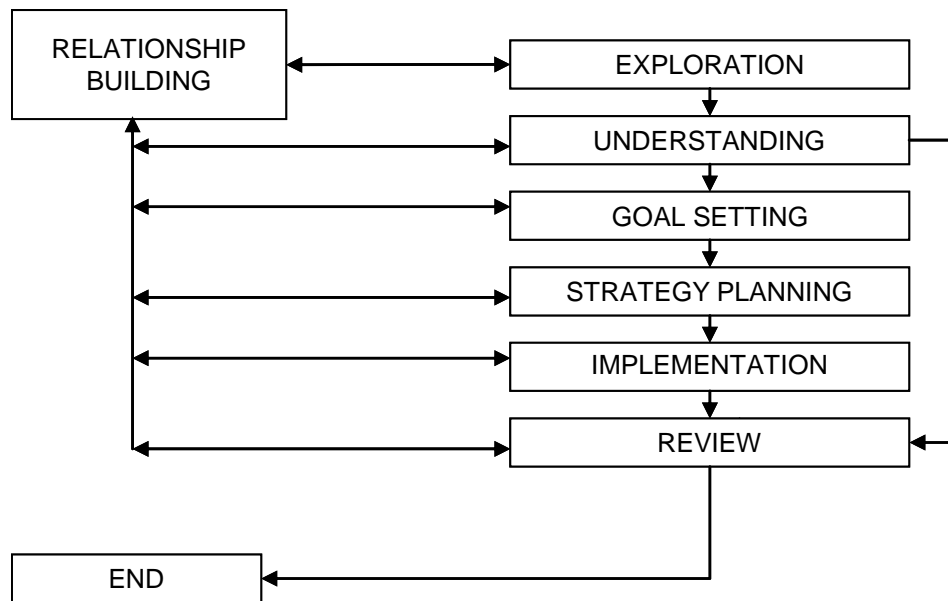 RELATIONSHIP
BUILDING
EXPLORATION
UNDERSTANDING
GOAL SETTING
STRATEGY PLANNING
IMPLEMENTATION
REVIEW
END